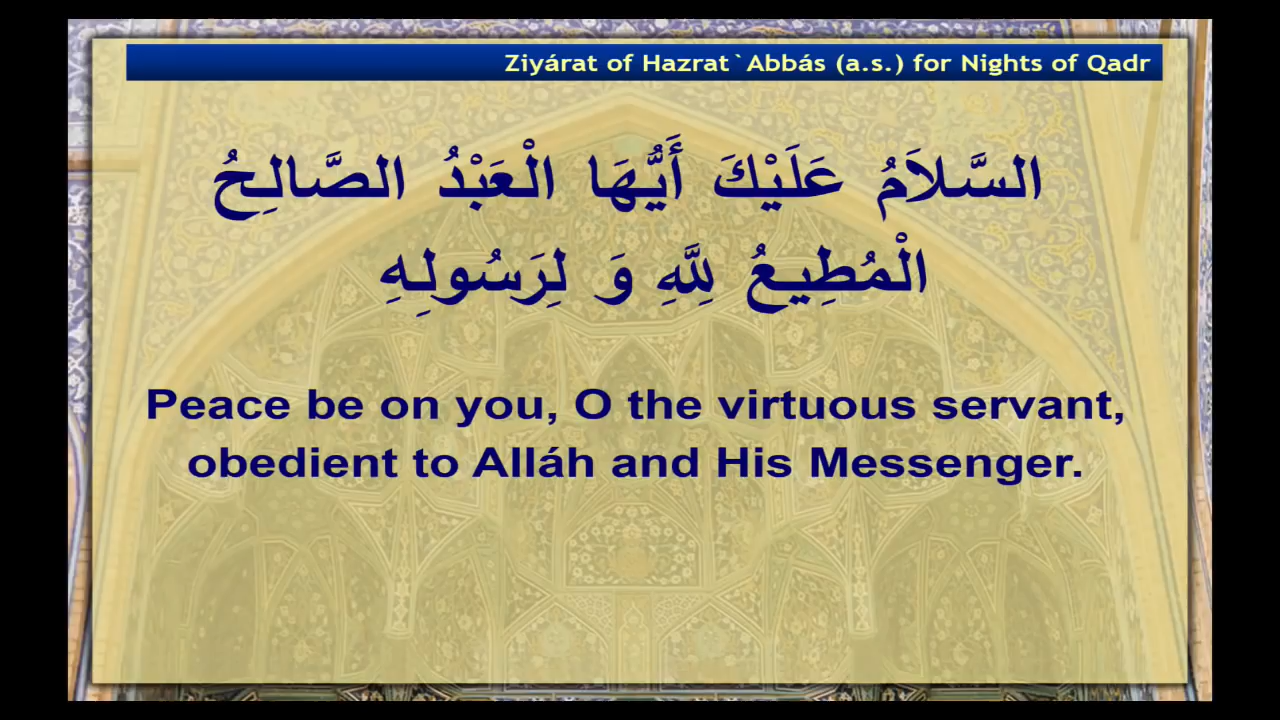 Ziyárat of Hazrat `Abbás (a.s.) for Nights of Qadr
السَّلاَمُ عَلَيْكَ أَيُّهَا الْعَبْدُ الصَّالِحُ
الْمُطِيعُ لِلَّهِ وَ لِرَسُولِهِ
Peace be on you, O the virtuous servant,
obedient to Alláh and His Messenger.